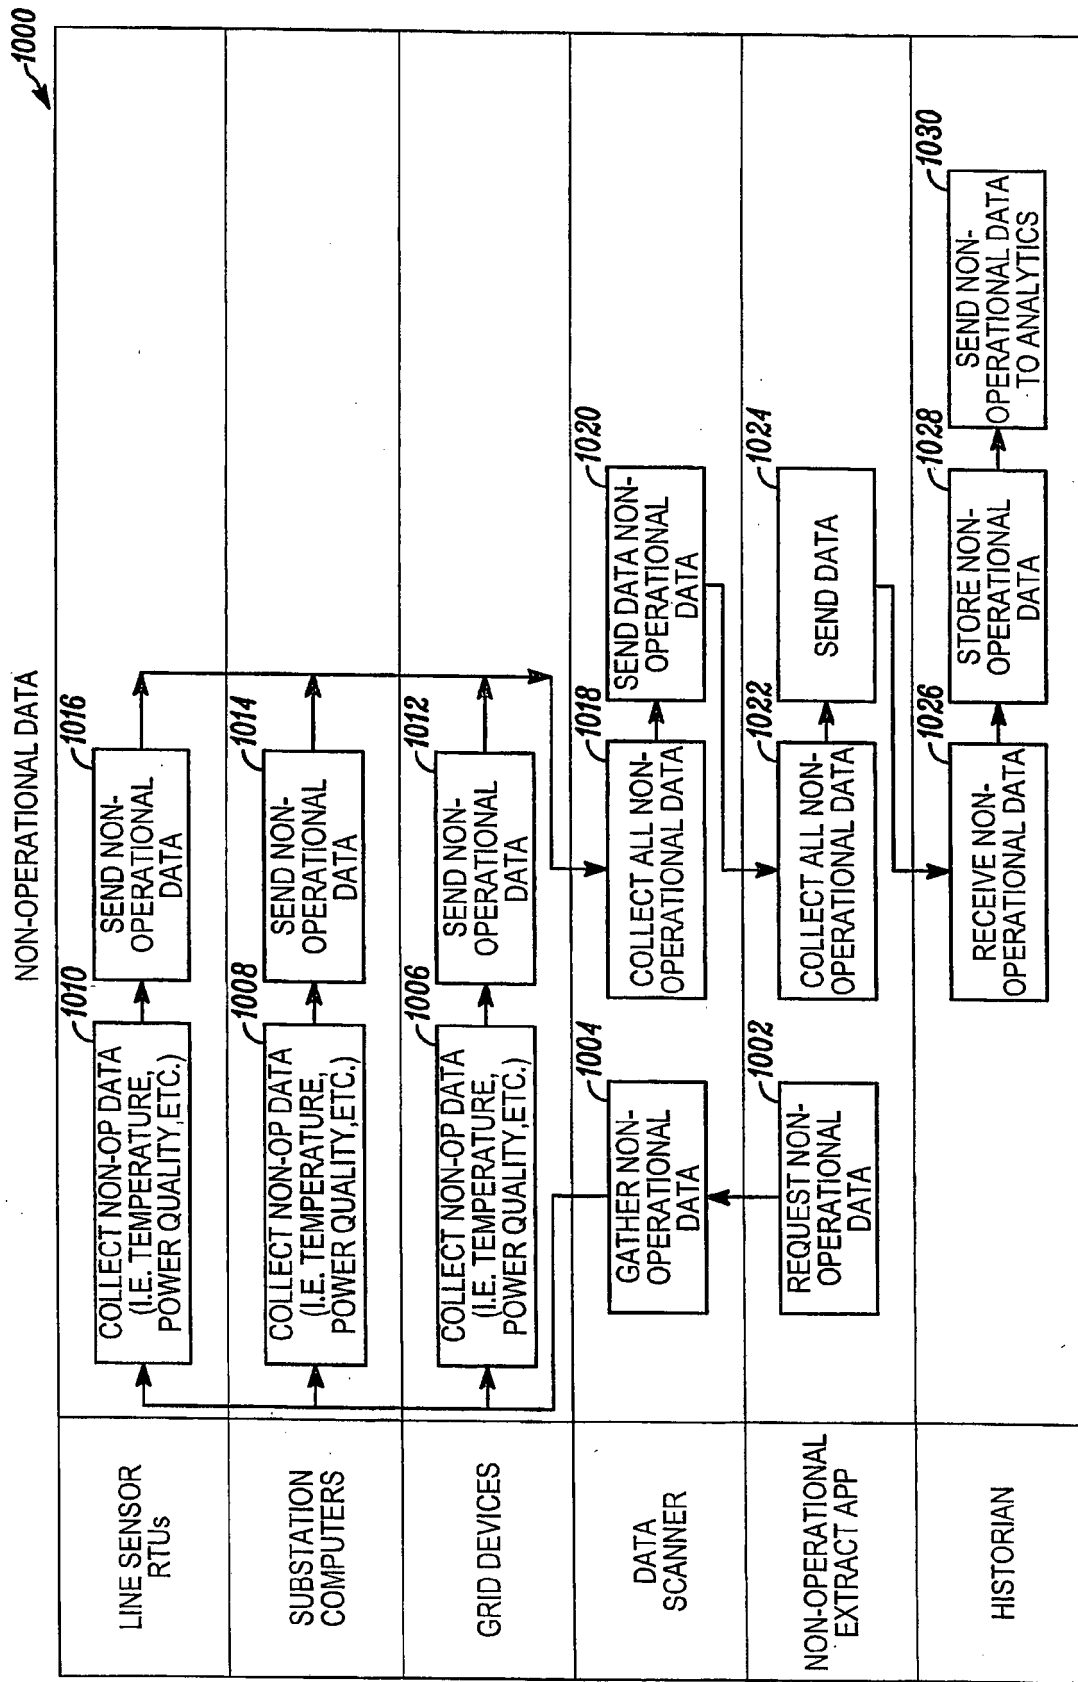 NON-OPERATIONAL DATA
1000
LINE SENSOR
RTUs
1010
COLLECT NON-OP DATA
(I.E. TEMPERATURE,
POWER QUALITY,ETC.)
1016
SEND NON-
OPERATIONAL
DATA
SUBSTATION
COMPUTERS
1008
COLLECT NON-OP DATA
(I.E. TEMPERATURE,
POWER QUALITY,ETC.)
1014
SEND NON-
OPERATIONAL
DATA
GRID DEVICES
1006
COLLECT NON-OP DATA
(I.E. TEMPERATURE,
POWER QUALITY,ETC.)
1012
SEND NON-
OPERATIONAL
DATA
DATA
SCANNER
1004
GATHER NON-
OPERATIONAL
DATA
1018
COLLECT ALL NON-
OPERATIONAL DATA
1020
SEND DATA NON-
OPERATIONAL
DATA
NON-OPERATIONAL
EXTRACT APP
1002
REQUEST NON-
OPERATIONAL
DATA
1022
COLLECT ALL NON-
OPERATIONAL DATA
1024
SEND DATA
HISTORIAN
1026
RECEIVE NON-
OPERATIONAL DATA
1028
STORE NON-
OPERATIONAL
DATA
1030
SEND NON-
OPERATIONAL DATA
TO ANALYTICS